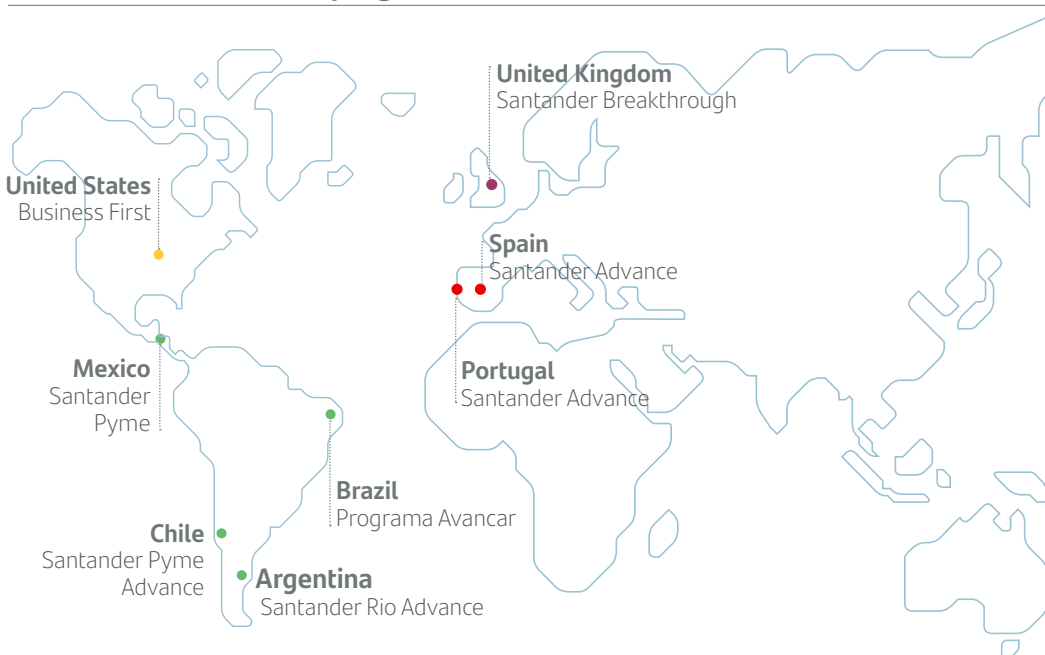 United Kingdom
Santander Breakthrough
United States
Business First
Spain
Santander Advance
Mexico
Santander
Pyme
Portugal
Santander Advance
Brazil
Programa Avancar
Chile
Santander Pyme
Advance
Argentina
Santander Rio Advance